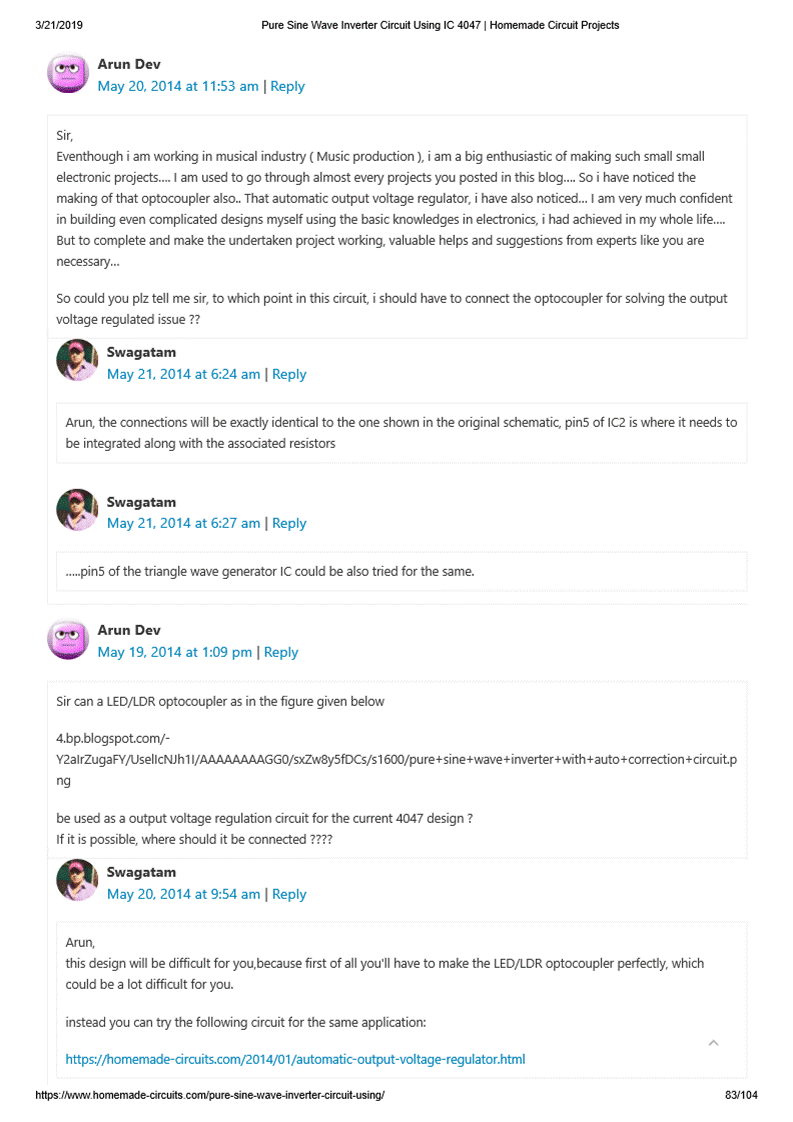 3/21/2019
Pure Sine Wave Inverter Circuit Using IC 4047 | Homemade Circuit Projects
Arun Dev
May 20, 2014 at 11:53 am | Reply
Sir,
Eventhough i am working in musical industry ( Music production ), i am a big enthusiastic of making such small small
electronic projects.... I am used to go through almost every projects you posted in this blog.... So i have noticed the
making of that optocoupler also.. That automatic output voltage regulator, i have also noticed... I am very much confident
in building even complicated designs myself using the basic knowledges in electronics, i had achieved in my whole life....
But to complete and make the undertaken project working, valuable helps and suggestions from experts like you are
necessary...
So could you plz tell me sir, to which point in this circuit, i should have to connect the optocoupler for solving the output
voltage regulated issue ??
Swagatam
May 21, 2014 at 6:24 am | Reply
Arun, the connections will be exactly identical to the one shown in the original schematic, pin5 of IC2 is where it needs to
be integrated along with the associated resistors
Swagatam
May 21, 2014 at 6:27 am | Reply
.....pin5 of the triangle wave generator IC could be also tried for the same.
Arun Dev
May 19, 2014 at 1:09 pm | Reply
Sir can a LED/LDR optocoupler as in the figure given below
4.bp.blogspot.com/-
Y2aIrZugaFY/UselIcNJh1I/AAAAAAAAGG0/sxZw8y5fDCs/s1600/pure+sine+wave+inverter+with+auto+correction+circuit.p
ng
be used as a output voltage regulation circuit for the current 4047 design ?
If it is possible, where should it be connected ????
Swagatam
May 20, 2014 at 9:54 am | Reply
Arun,
this design will be difficult for you,because first of all you'll have to make the LED/LDR optocoupler perfectly, which
could be a lot difficult for you.
instead you can try the following circuit for the same application:
https://homemade-circuits.com/2014/01/automatic-output-voltage-regulator.html
https://www.homemade-circuits.com/pure-sine-wave-inverter-circuit-using/
83/104